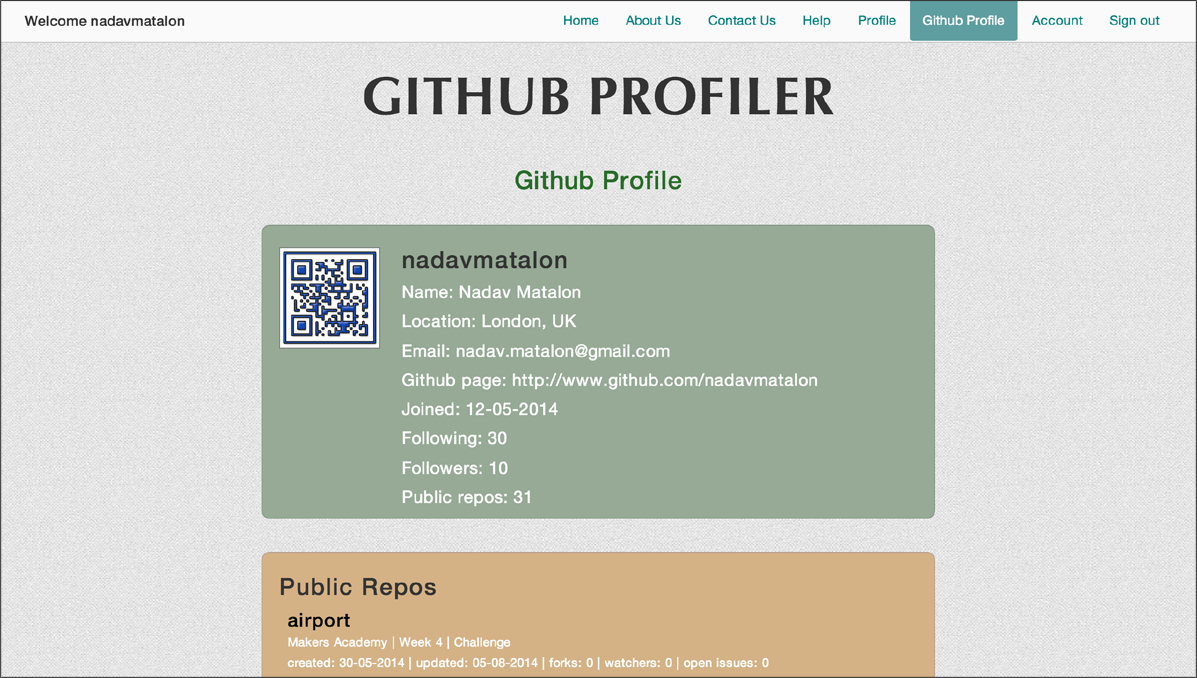 Welcome nadavmatalon
Home About Us Contact Us Help Profile Github Profile Account Sign out
GITHUB PROFILER
Github Profile
nadavmatalon
Name: Nadav Matalon
Location: London, UK
Email: nadav.matalon@gmail.com
Github page: http://www.github.com/nadavmatalon
Joined: 12-05-2014
Following: 30
Followers: 10
Public repos: 31
Public Repos
airport
Makers Academy | Week 4 | Challenge
created: 30-05-2014 | updated: 05-08-2014 | forks: 0 | watchers: 0 | open issues: 0